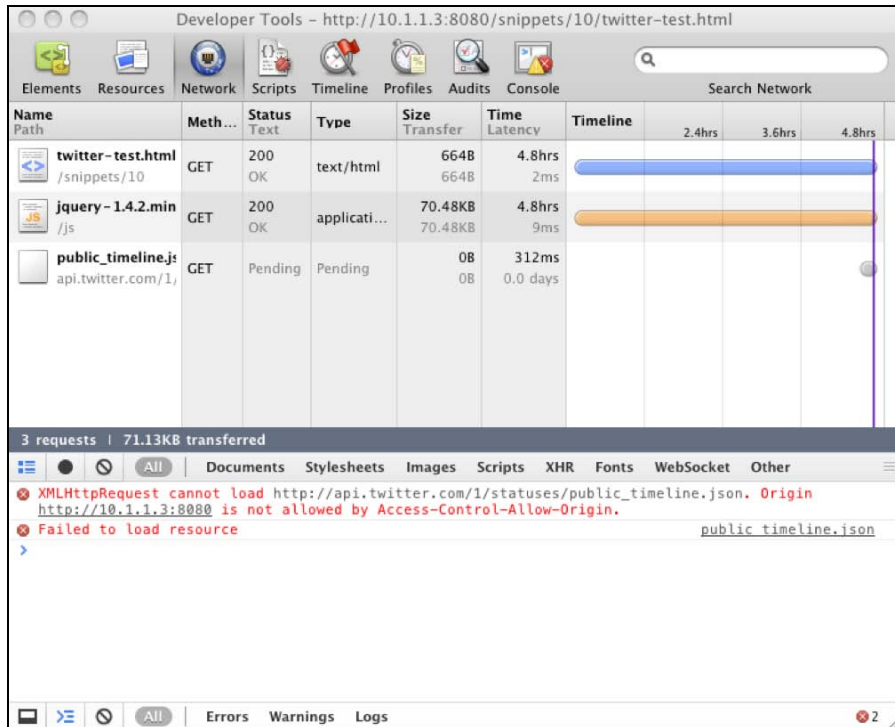 Developer Tools – http://10.1.1.3:8080/snippets/10/twitter-test.html
Elements Resources Network Scripts Timeline Profiles Audits Console Search Network
Name Meth... Status Type Size Time Timeline
Path Text Transfer Latency 2.4hrs 3.6hrs 4.8hrs
twitter-test.html GET 200 text/html 664B 4.8hrs
/snippets/10 OK 664B 2ms
jquery-1.4.2.min GET 200 applicati... 70.48KB 4.8hrs
JS /js OK 70.48KB 9ms
public_timeline.js GET Pending Pending 0B 312ms
api.twitter.com/1/ 0B 0.0 days
3 requests | 71.13KB transferred
All Documents Stylesheets Images Scripts XHR Fonts WebSocket Other
XMLHttpRequest cannot load http://api.twitter.com/1/statuses/public_timeline.json. Origin
http://10.1.1.3:8080 is not allowed by Access-Control-Allow-Origin.
Failed to load resource public_timeline.json
All Errors Warnings Logs 2